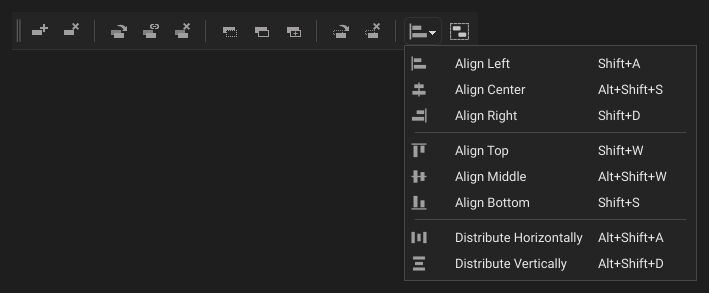 Align Left Shift+A
Align Center Alt+Shift+S
Align Right Shift+D
Align Top Shift+W
Align Middle Alt+Shift+W
Align Bottom Shift+S
Distribute Horizontally Alt+Shift+A
Distribute Vertically Alt+Shift+D